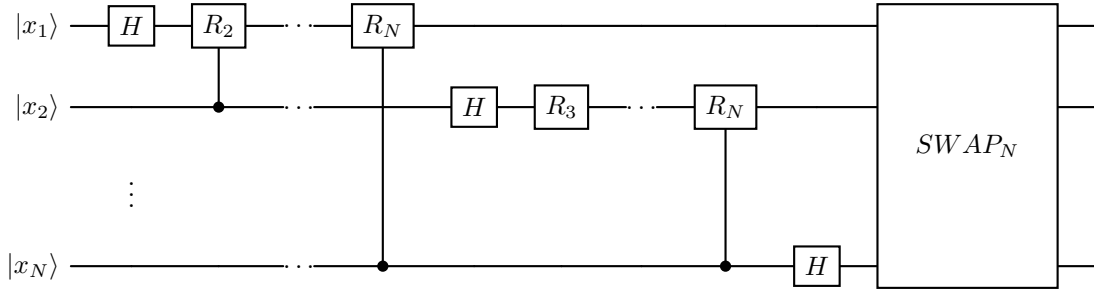 |x₁⟩ H R₂ ··· R_N
|x₂⟩ ··· H R₃ ··· R_N
SWAP_N
⋮
|x_N⟩ ··· H